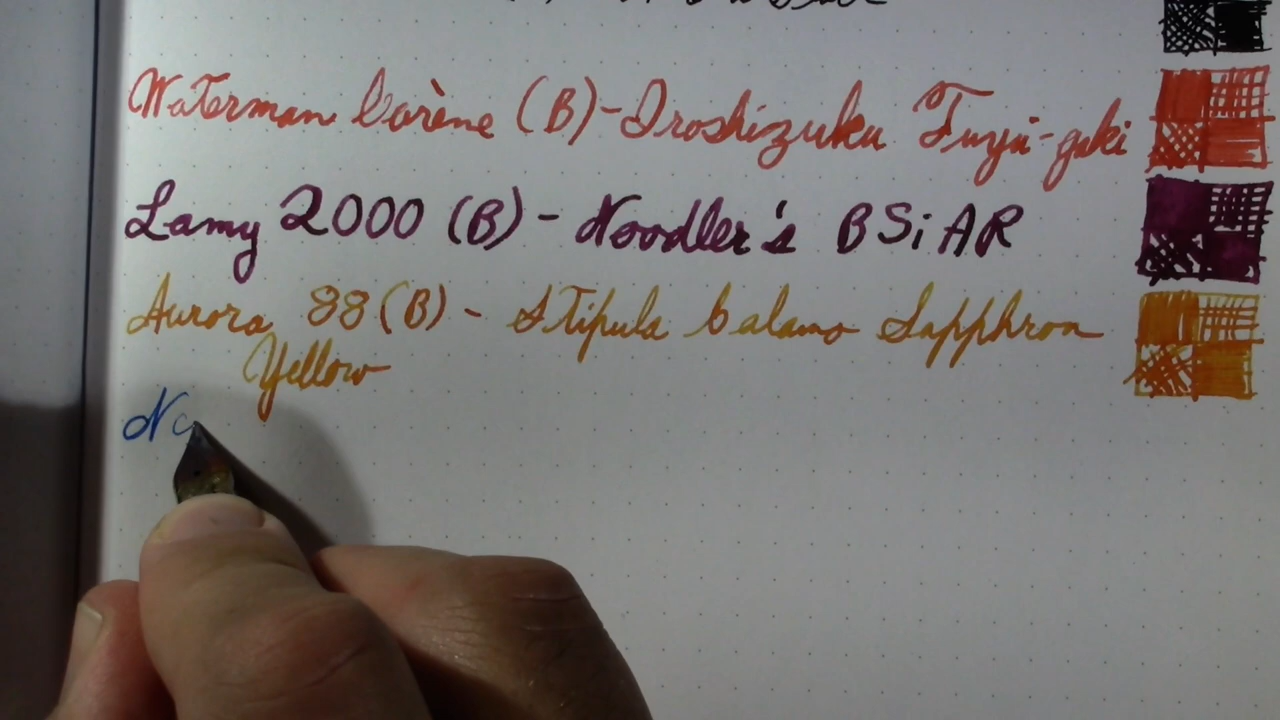 Waterman Carène (B) - Iroshizuku Fuyu-gaki
Lamy 2000 (B) - Noodler's BSiAR
Aurora 88 (B) - Stipula Calamo Sapphron
Yellow